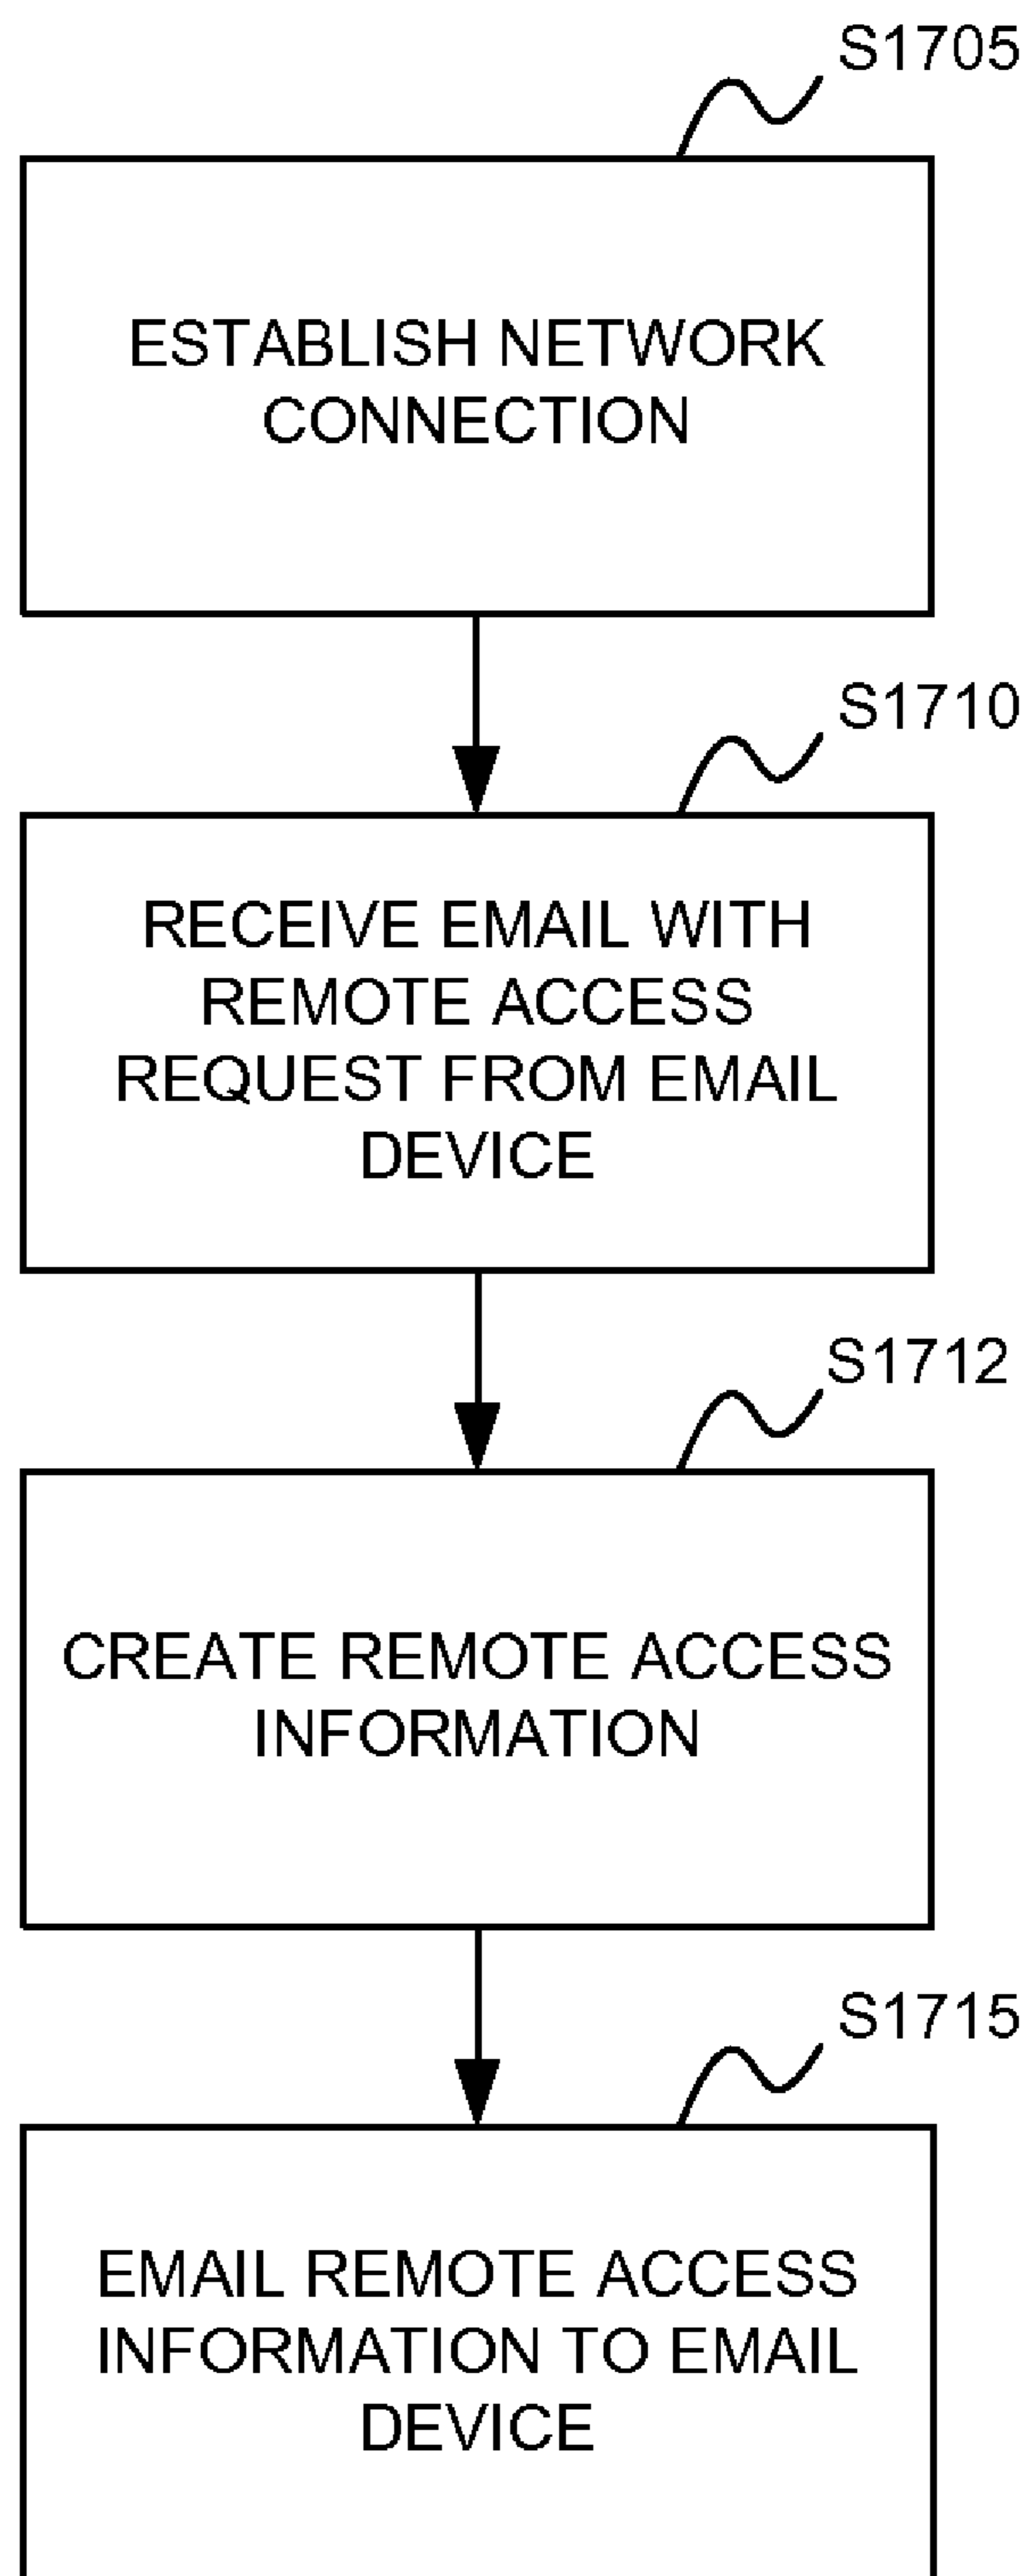 S1705
ESTABLISH NETWORK
CONNECTION
S1710
RECEIVE EMAIL WITH
REMOTE ACCESS
REQUEST FROM EMAIL
DEVICE
S1712
CREATE REMOTE ACCESS
INFORMATION
S1715
EMAIL REMOTE ACCESS
INFORMATION TO EMAIL
DEVICE